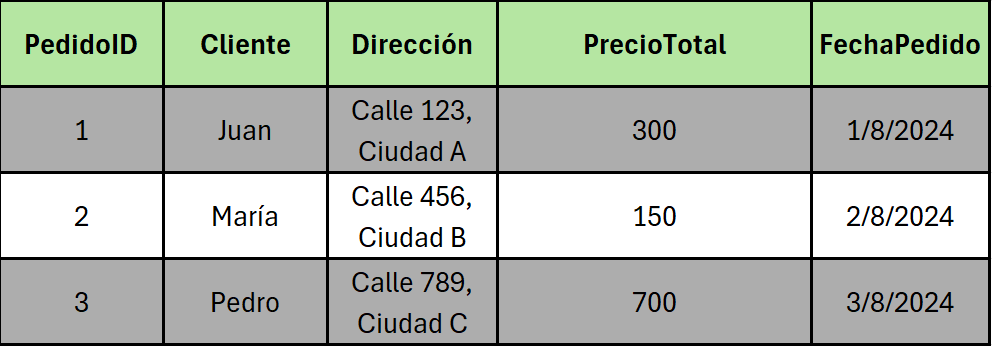 PedidoID Cliente Dirección PrecioTotal FechaPedido
1 Juan Calle 123, Ciudad A 300 1/8/2024
2 María Calle 456, Ciudad B 150 2/8/2024
3 Pedro Calle 789, Ciudad C 700 3/8/2024